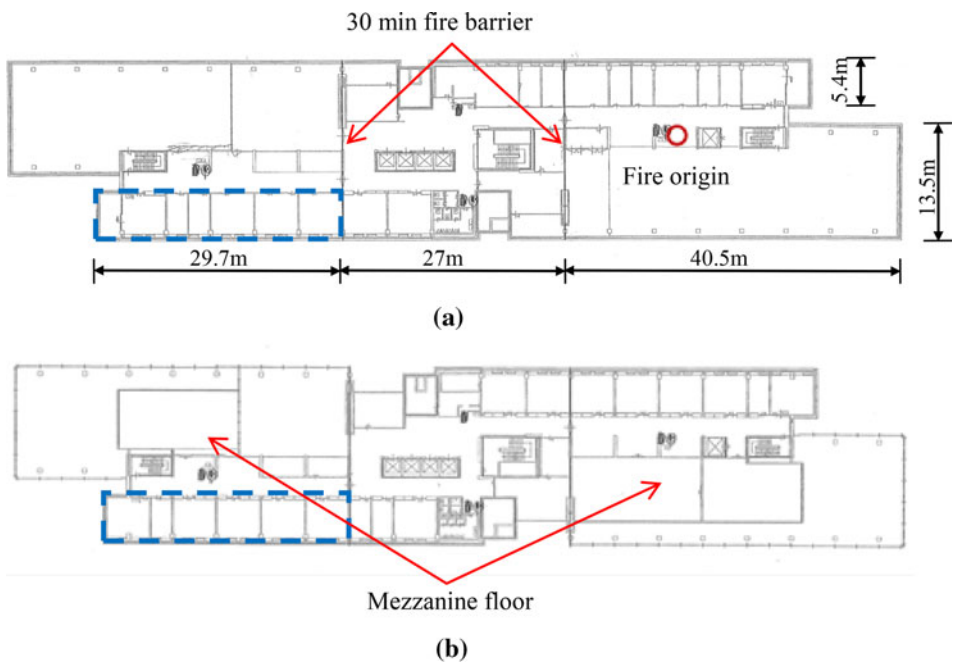 30 min fire barrier
5.4m
Fire origin
13.5m
29.7m
27m
40.5m
(a)
Mezzanine floor
(b)